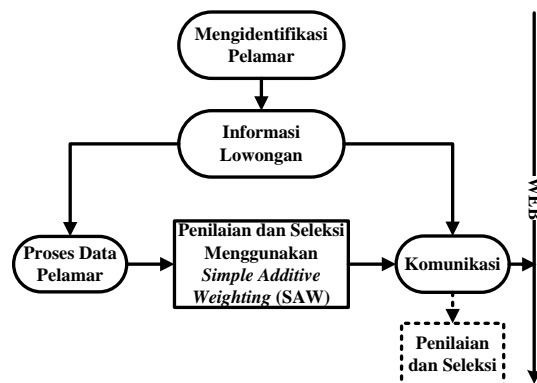 Mengidentifikasi
Pelamar
Informasi
Lowongan
WEB
Proses Data
Pelamar
Penilaian dan Seleksi
Menggunakan
Simple Additive
Weighting (SAW)
Komunikasi
Penilaian
dan Seleksi